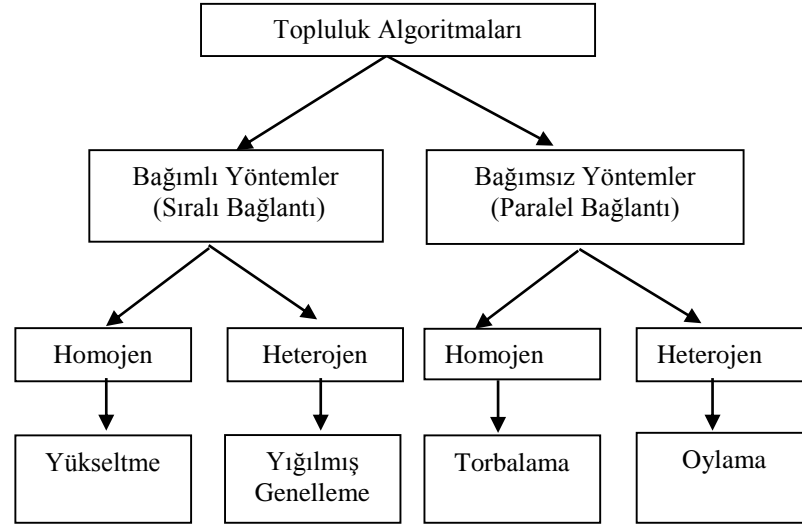 Topluluk Algoritmaları
Bağımlı Yöntemler
(Sıralı Bağlantı)
Bağımsız Yöntemler
(Paralel Bağlantı)
Homojen
Heterojen
Homojen
Heterojen
Yükseltme
Yığılmış
Genelleme
Torbalama
Oylama